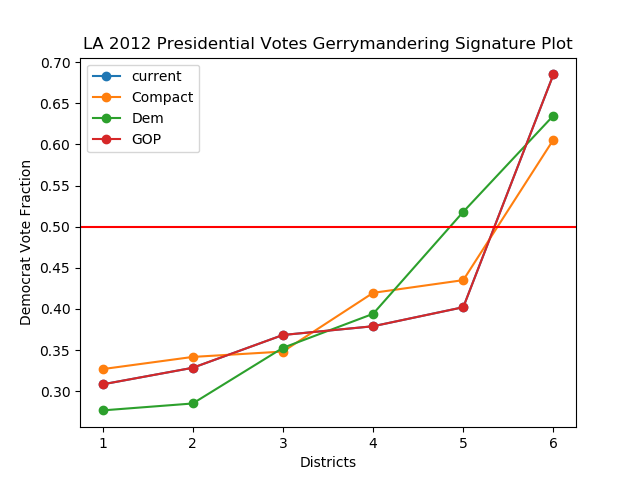 LA 2012 Presidential Votes Gerrymandering Signature Plot
current
Compact
Dem
GOP
0.70
0.65
0.60
0.55
0.50
0.45
0.40
0.35
0.30
Democrat Vote Fraction
1 2 3 4 5 6
Districts